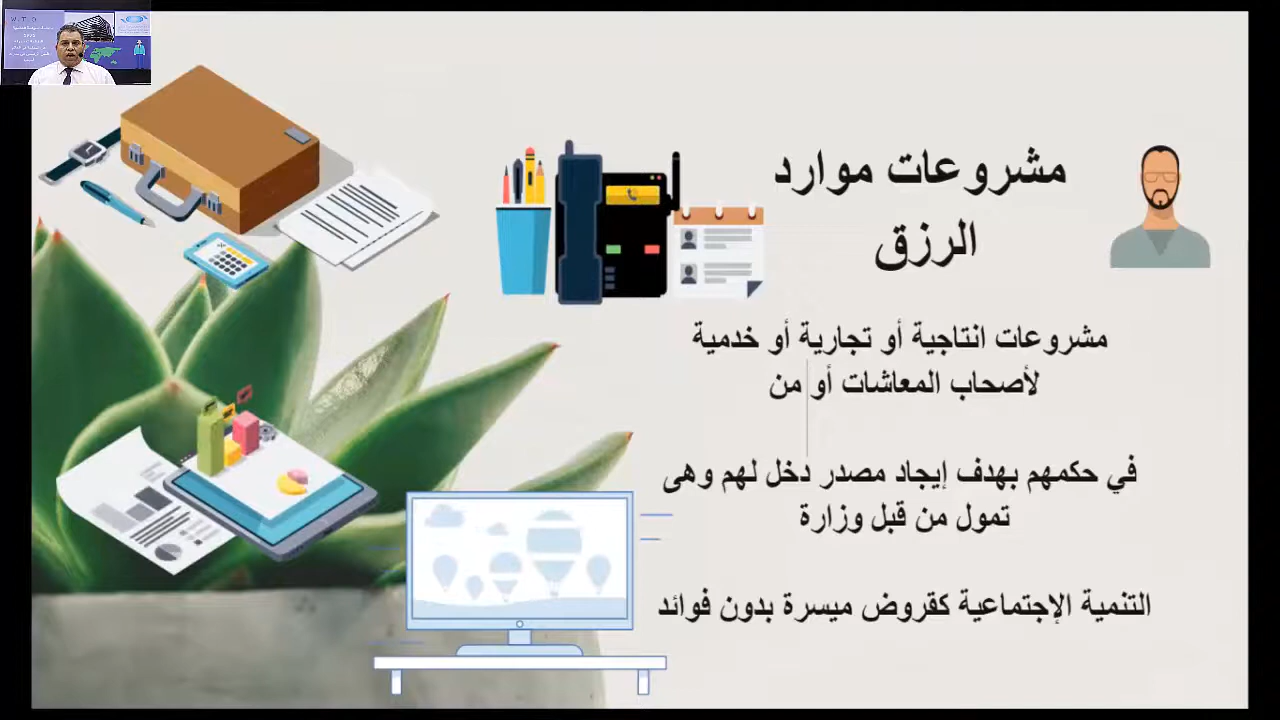 مشروعات موارد
الرزق
مشروعات انتاجية أو تجارية أو خدمية
لأصحاب المعاشات أو من
في حكمهم بهدف إيجاد مصدر دخل لهم وهى
تمول من قبل وزارة
التنمية الإجتماعية كقروض ميسرة بدون فوائد